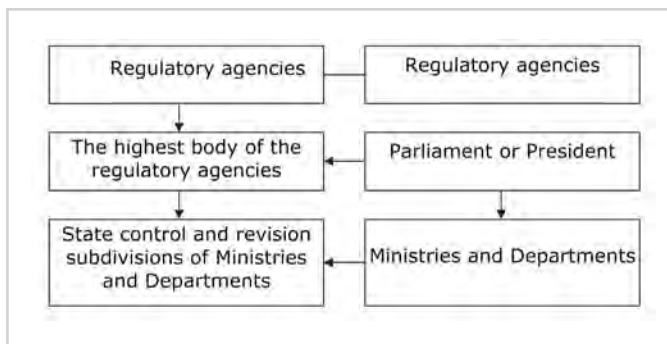 Regulatory agencies
Regulatory agencies
The highest body of the
regulatory agencies
Parliament or President
State control and revision
subdivisions of Ministries
and Departments
Ministries and Departments